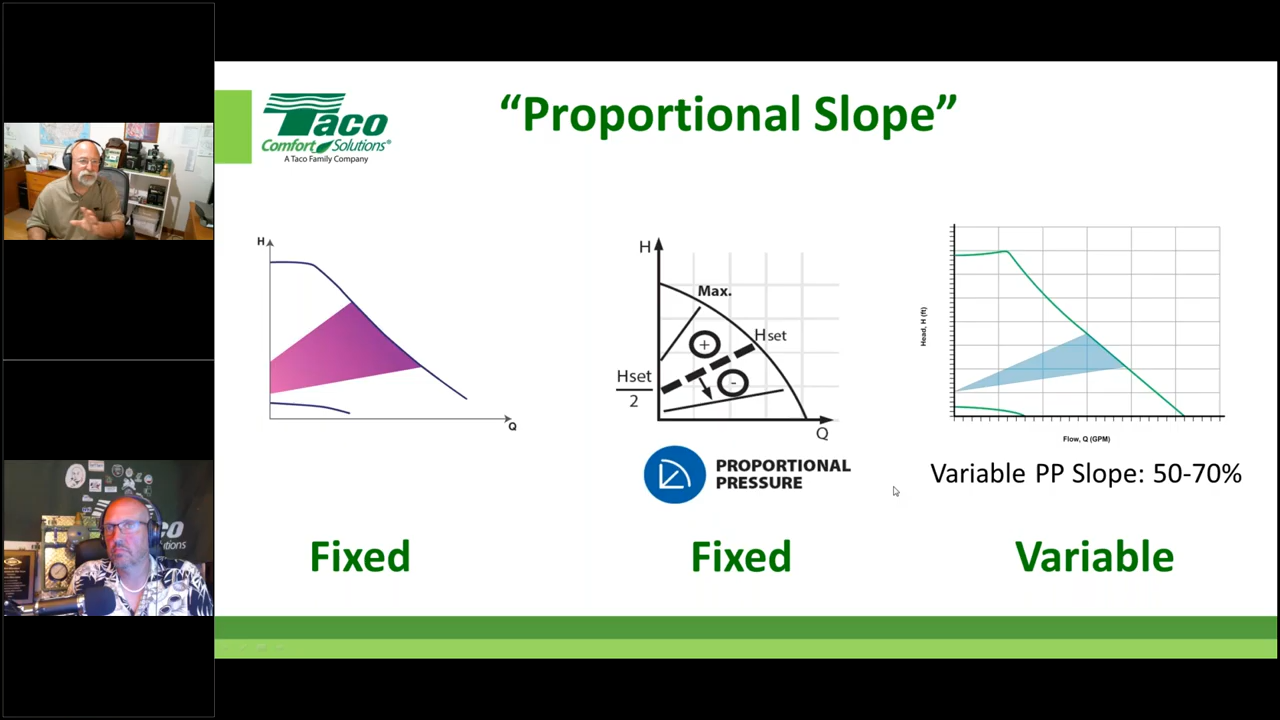 Taco
Comfort Solutions®
A Taco Family Company
“Proportional Slope”
H
Q
H
Max.
Hset
+
-
Hset
2
Q
PROPORTIONAL
PRESSURE
Head, H (ft)
Flow, Q (GPM)
Variable PP Slope: 50-70%
Fixed
Fixed
Variable